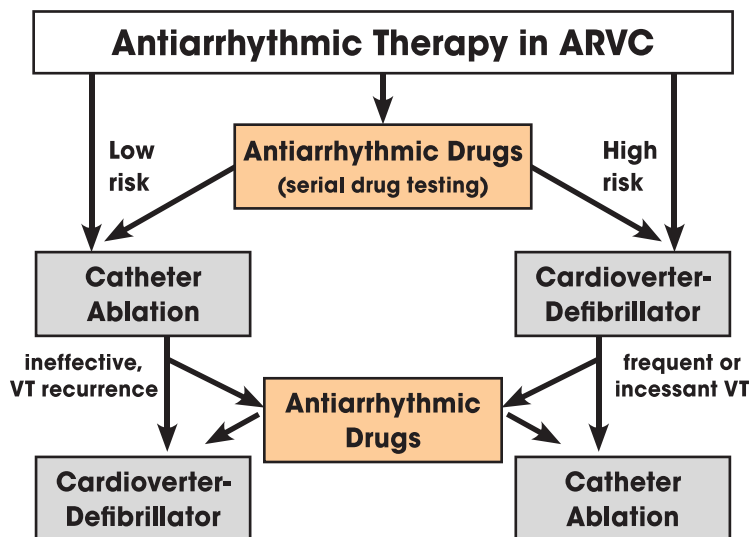 Antiarrhythmic Therapy in ARVC
Low
risk
Antiarrhythmic Drugs
(serial drug testing)
High
risk
Catheter
Ablation
Cardioverter-
Defibrillator
ineffective,
VT recurrence
frequent or
incessant VT
Antiarrhythmic
Drugs
Cardioverter-
Defibrillator
Catheter
Ablation